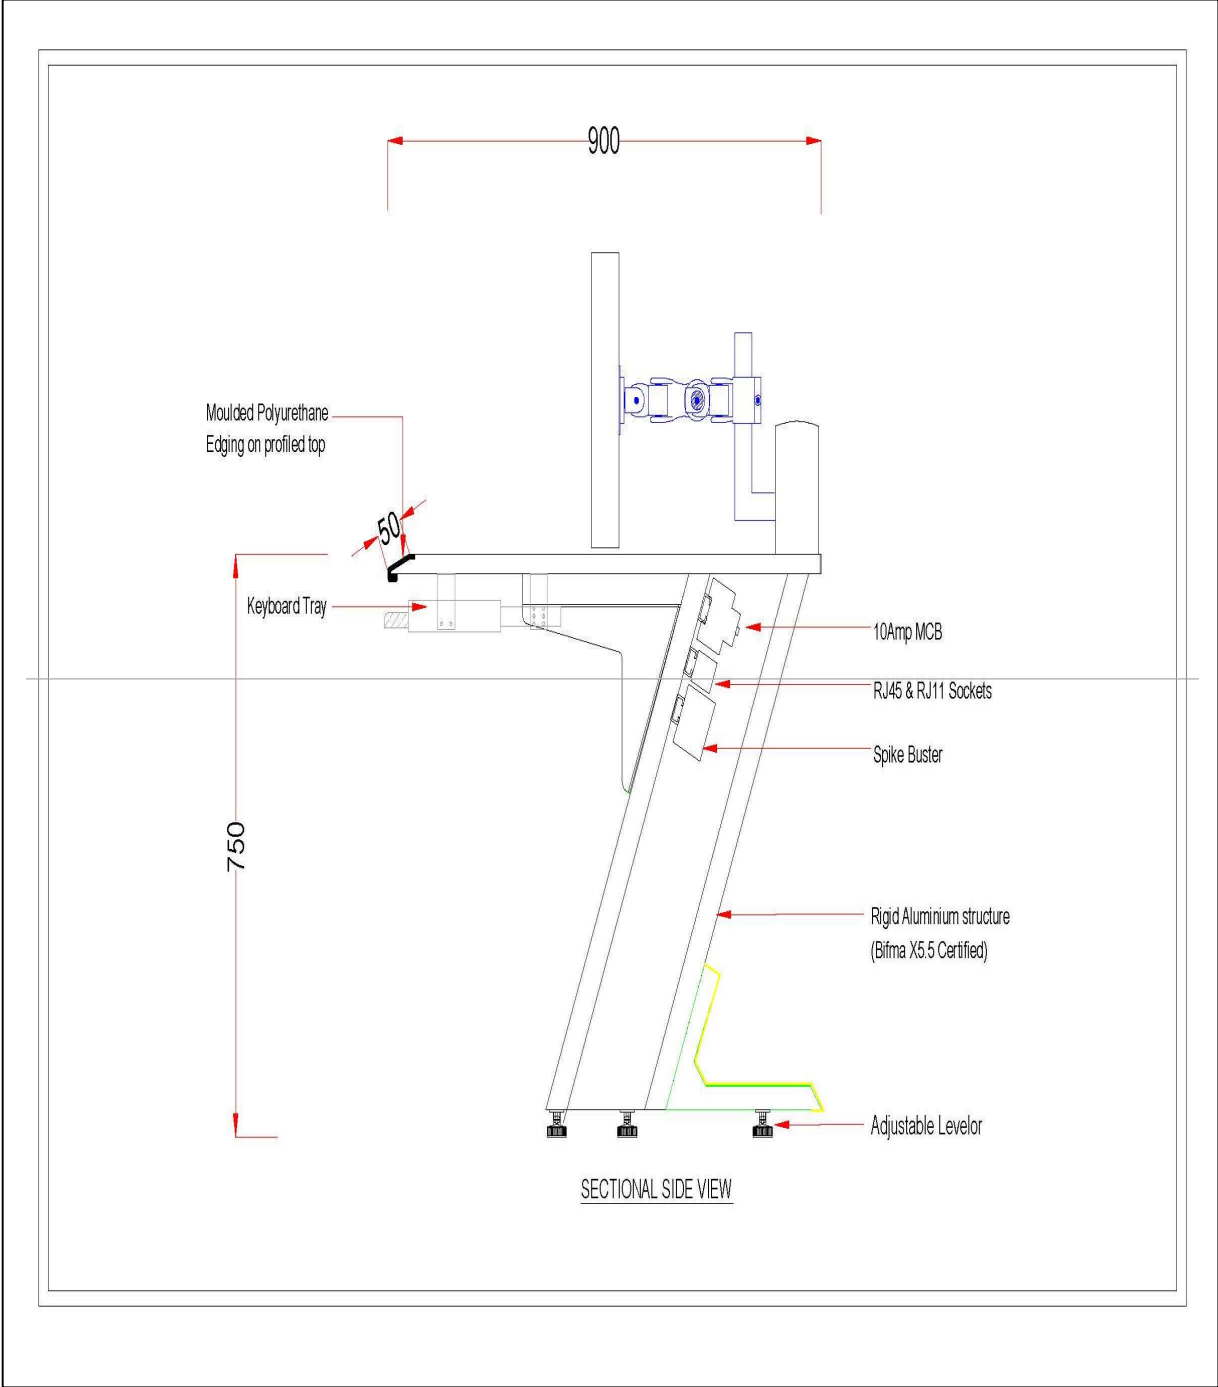 900
Moulded Polyurethane
Edging on profiled top
50
Keyboard Tray
10Amp MCB
RJ45 & RJ11 Sockets
Spike Buster
750
Rigid Aluminium structure
(Bifma X5.5 Certified)
Adjustable Levelor
SECTIONAL SIDE VIEW